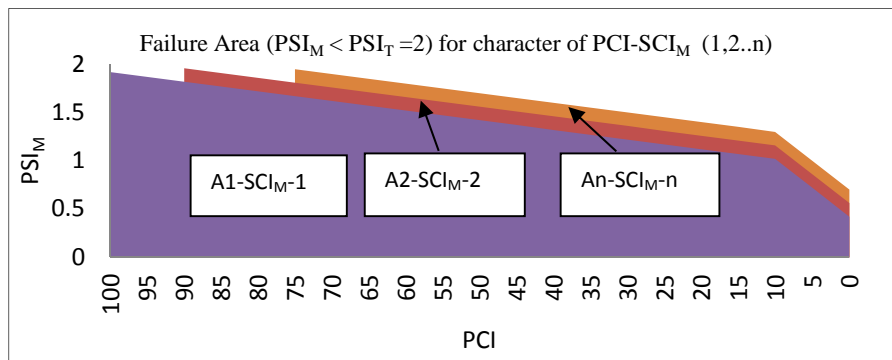 Failure Area (PSI_M < PSI_T =2) for character of PCI-SCI_M (1,2..n)
2
1.5
1
0.5
0
PSI_M
A1-SCI_M-1
A2-SCI_M-2
An-SCI_M-n
100 95 90 80 75 70 65 60 55 50 45 40 35 30 25 20 15 10 5 0
PCI